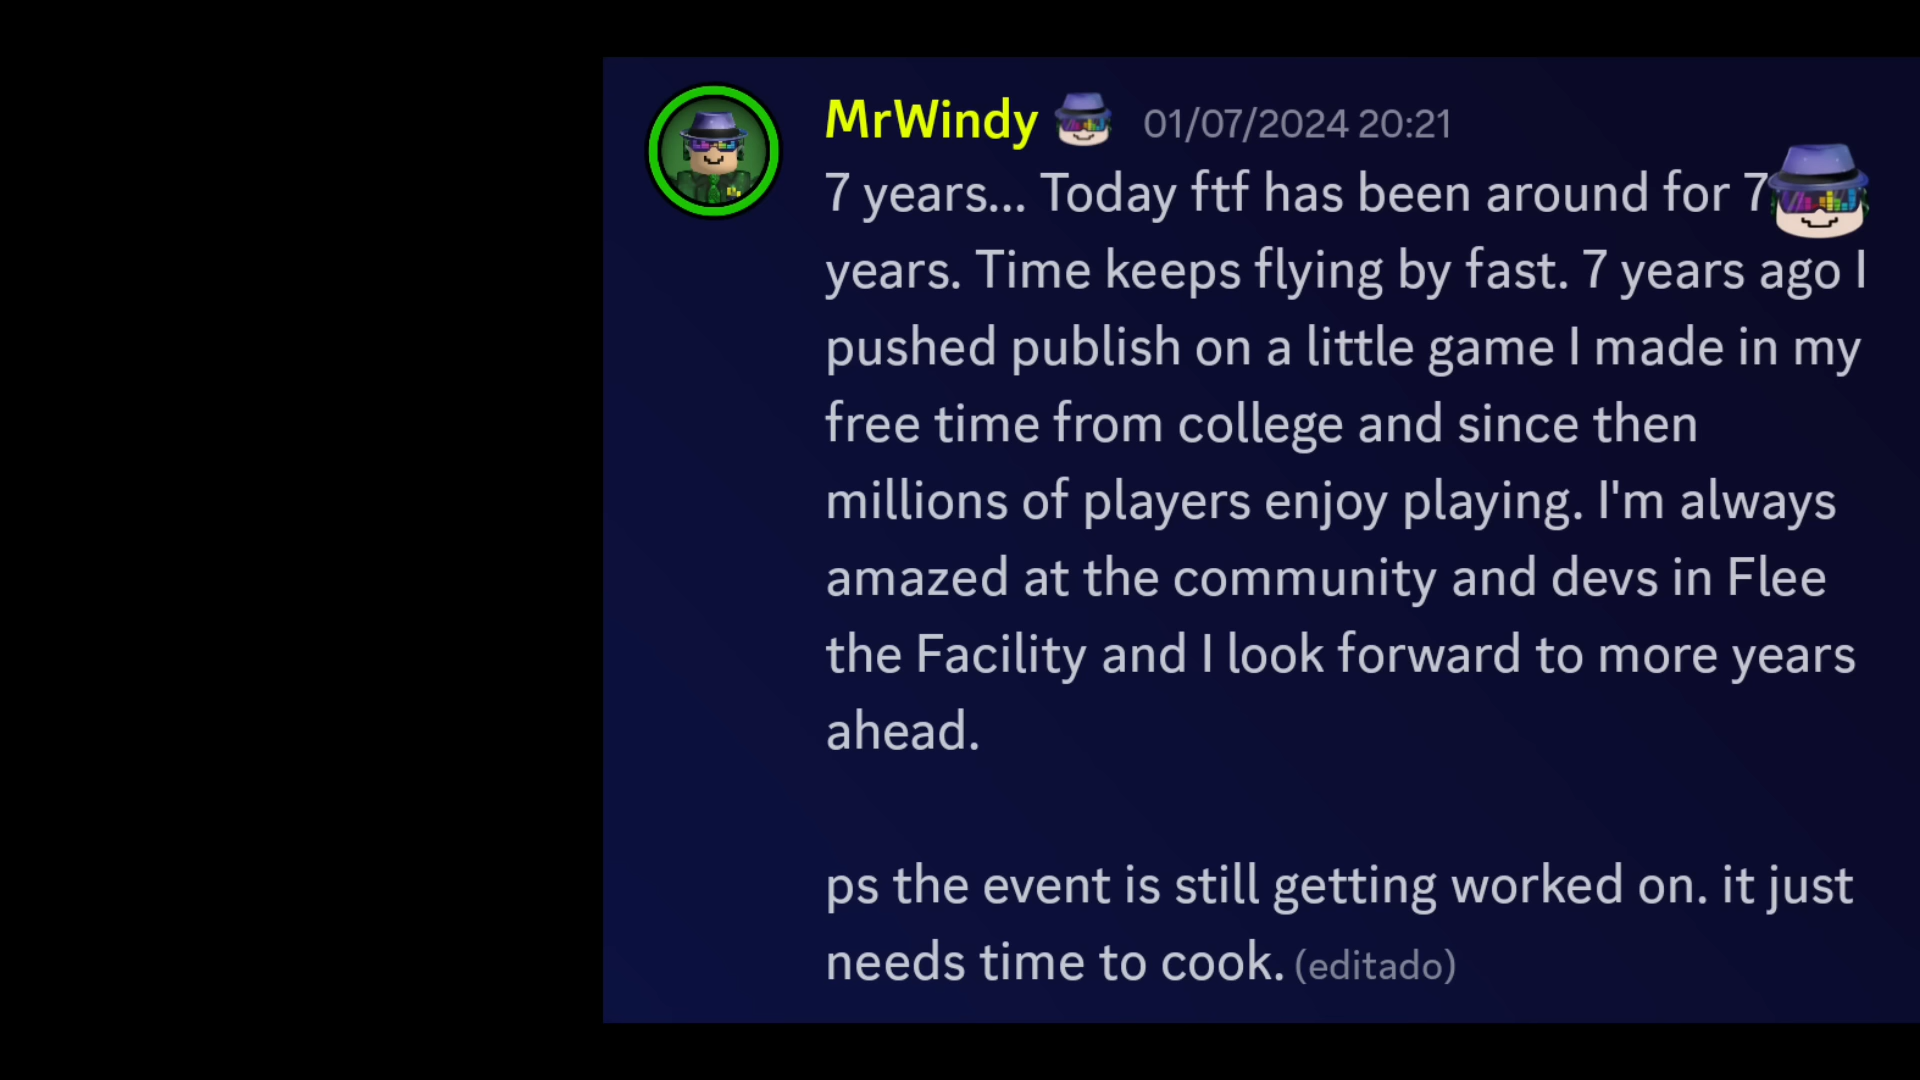 MrWindy 01/07/2024 20:21
7 years... Today ftf has been around for 7
years. Time keeps flying by fast. 7 years ago I
pushed publish on a little game I made in my
free time from college and since then
millions of players enjoy playing. I'm always
amazed at the community and devs in Flee
the Facility and I look forward to more years
ahead.
ps the event is still getting worked on. it just
needs time to cook. (editado)